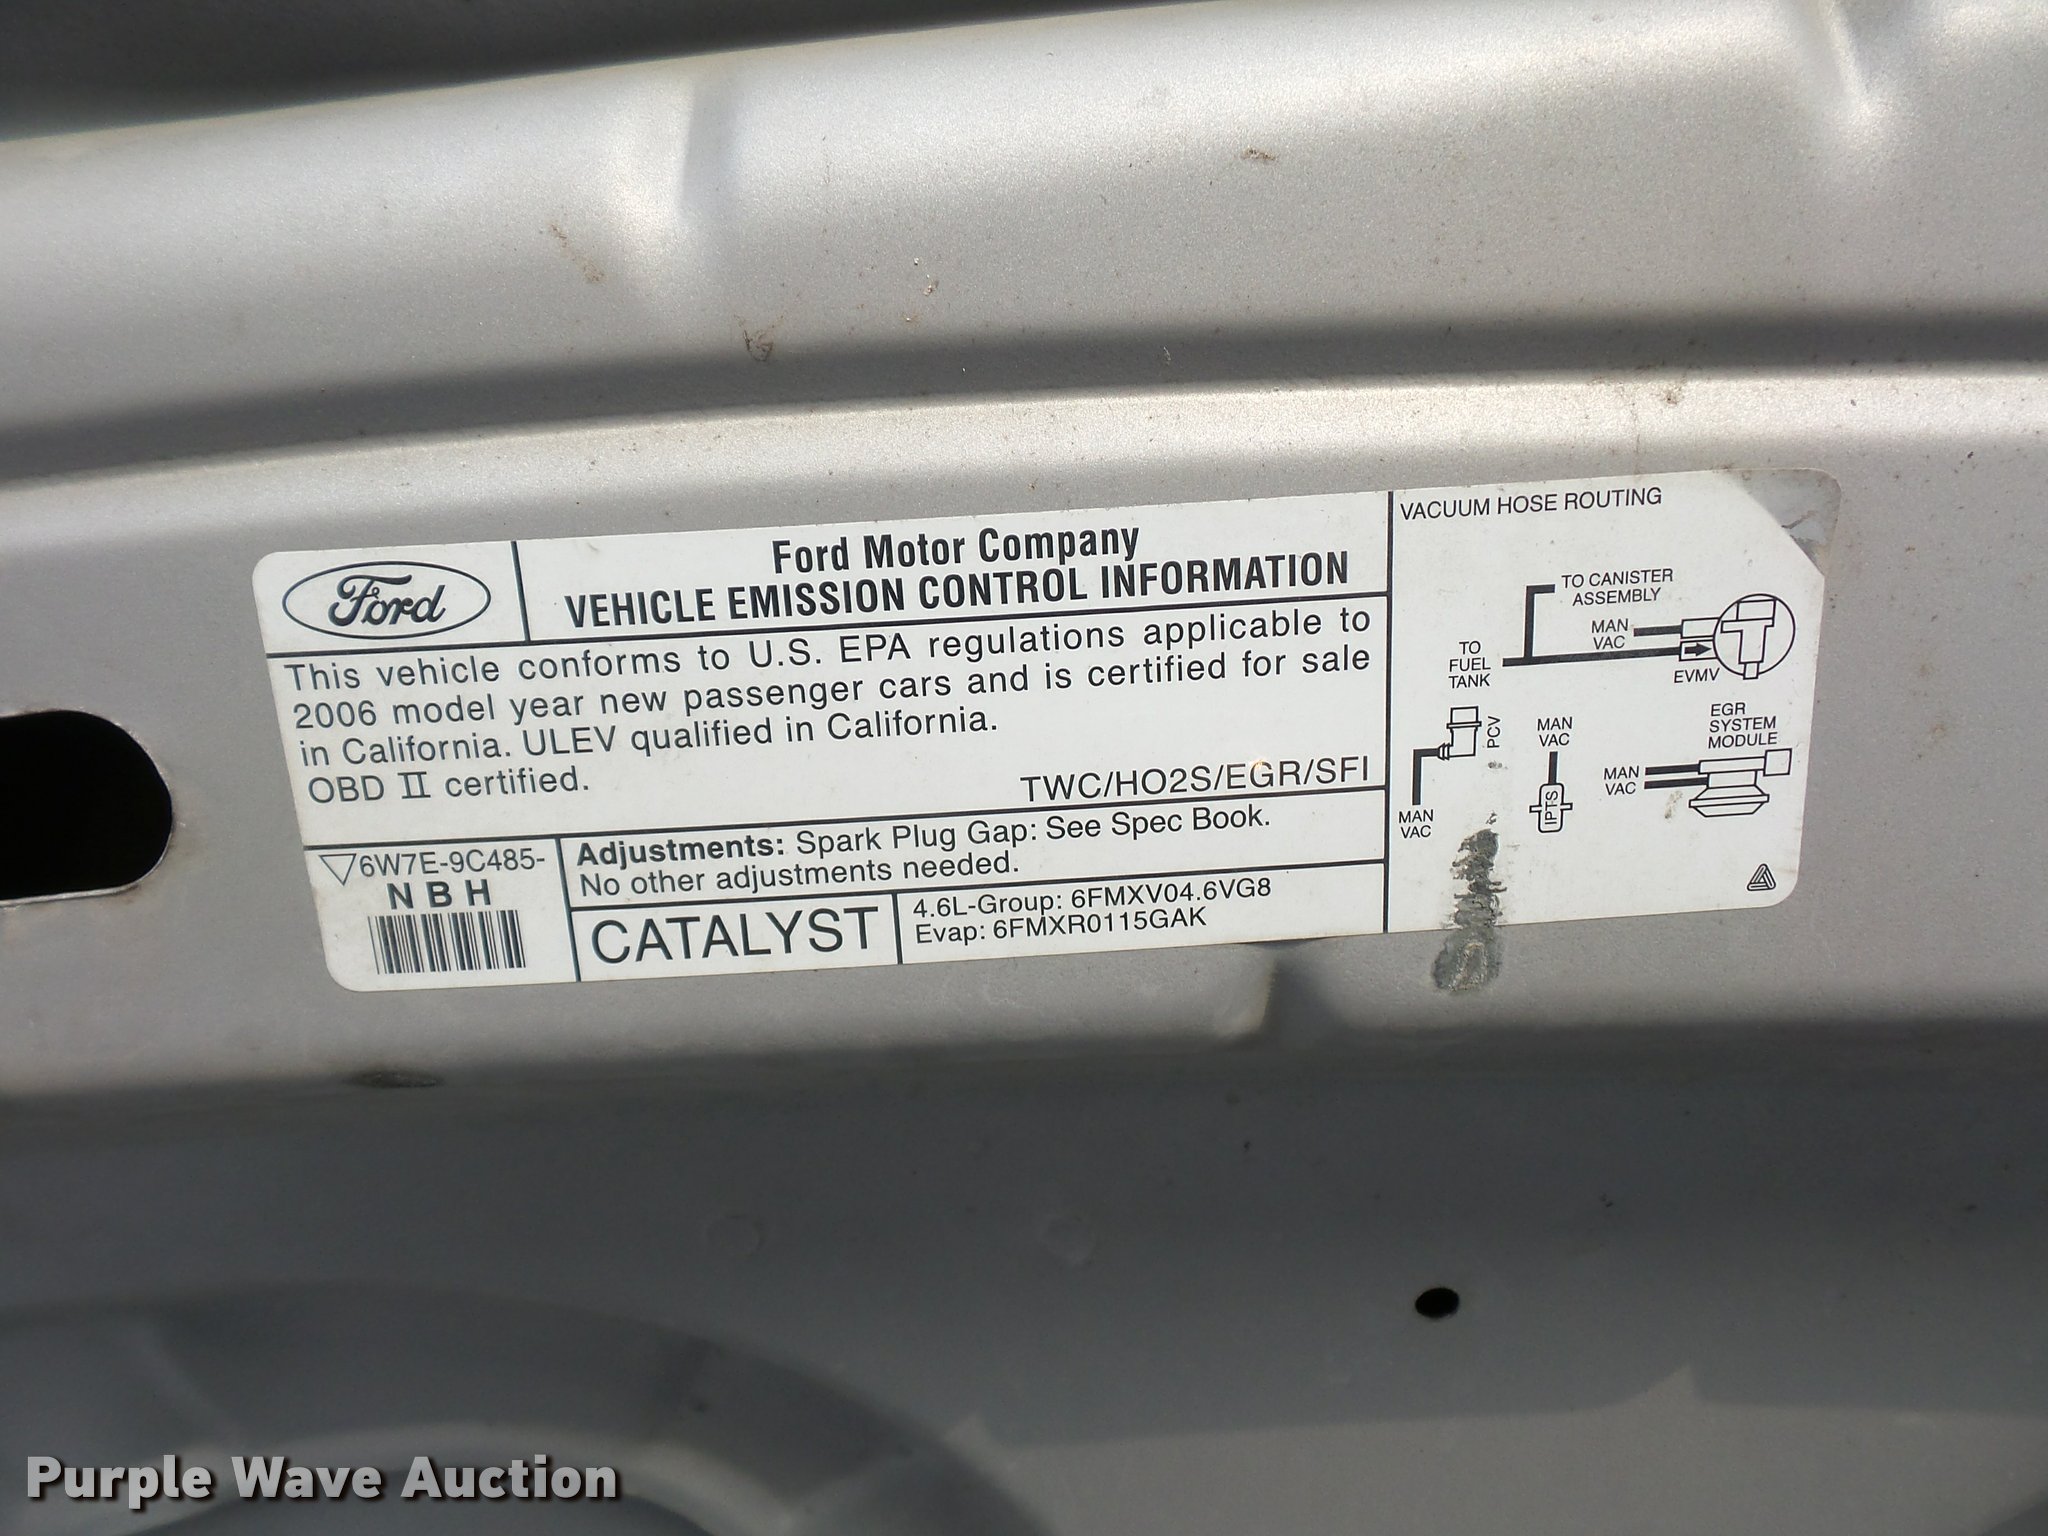 Ford
Ford Motor Company
VEHICLE EMISSION CONTROL INFORMATION
This vehicle conforms to U.S. EPA regulations applicable to
2006 model year new passenger cars and is certified for sale
in California. ULEV qualified in California.
OBD II certified.
TWC/HO2S/EGR/SFI
6W7E-9C485-
NBH
Adjustments: Spark Plug Gap: See Spec Book.
No other adjustments needed.
CATALYST
4.6L-Group: 6FMXV04.6VG8
Evap: 6FMXR0115GAK
VACUUM HOSE ROUTING
TO CANISTER
ASSEMBLY
MAN
VAC
TO
FUEL
TANK
EVMV
PCV
MAN
VAC
MAN
VAC
IPTS
EGR
SYSTEM
MODULE
MAN
VAC
Purple Wave Auction